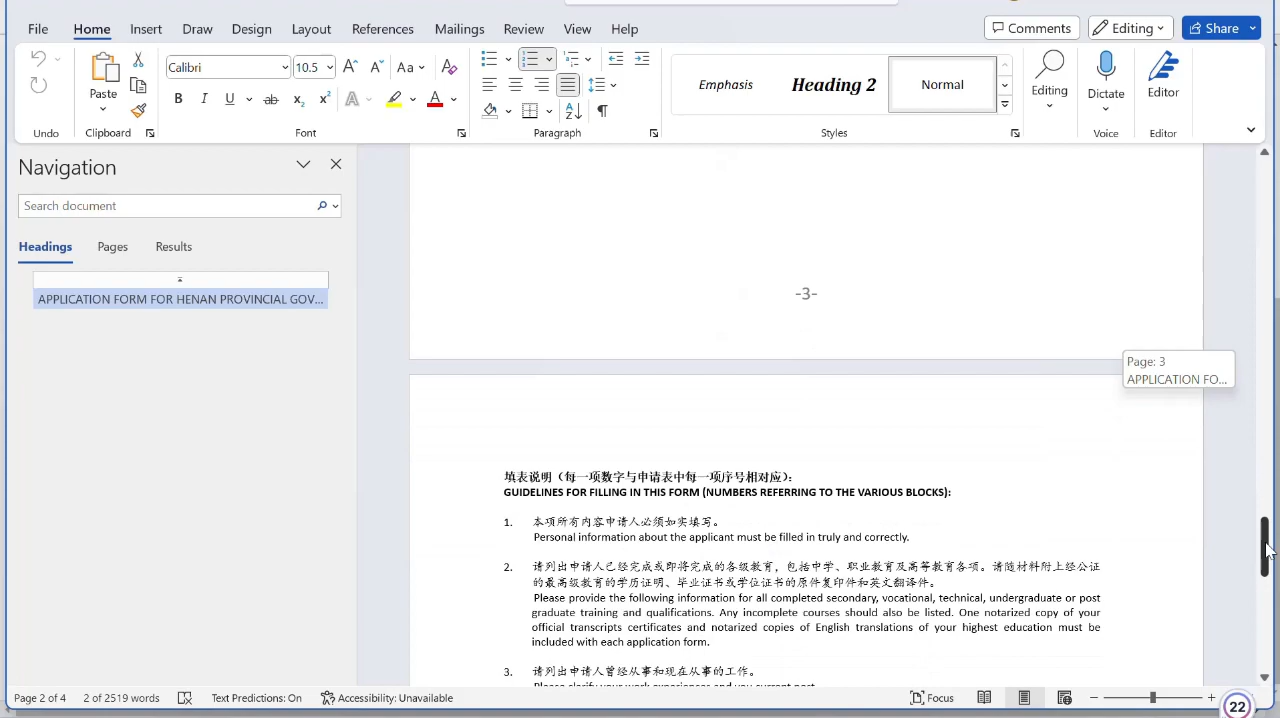 File Home Insert Draw Design Layout References Mailings Review View Help Comments Editing Share
Calibri 10.5 Aa
Emphasis Heading 2 Normal
Paste
Editing Dictate Editor
B I U ab x₂ x² A A
Undo Clipboard Font Paragraph Styles Voice Editor
Navigation
Search document
Headings Pages Results
APPLICATION FORM FOR HENAN PROVINCIAL GOV...
-3-
Page: 3
APPLICATION FO...
填表说明（每一项数字与申请表中每一项序号相对应）：
GUIDELINES FOR FILLING IN THIS FORM (NUMBERS REFERRING TO THE VARIOUS BLOCKS):
1. 本项所有内容申请人必须如实填写。
Personal information about the applicant must be filled in truly and correctly.
2. 请列出申请人已经完成或即将完成的各级教育，包括中学、职业教育及高等教育各项。请随材料附上经公证
的最高级教育的学历证明、毕业证书或学位证书的原件复印件和英文翻译件。
Please provide the following information for all completed secondary, vocational, technical, undergraduate or post
graduate training and qualifications. Any incomplete courses should also be listed. One notarized copy of your
official transcripts certificates and notarized copies of English translations of your highest education must be
included with each application form.
3. 请列出申请人曾经从事和现在从事的工作。
Please clarify your work experiences and you current post.
Page 2 of 4 2 of 2519 words Text Predictions: On Accessibility: Unavailable Focus
22